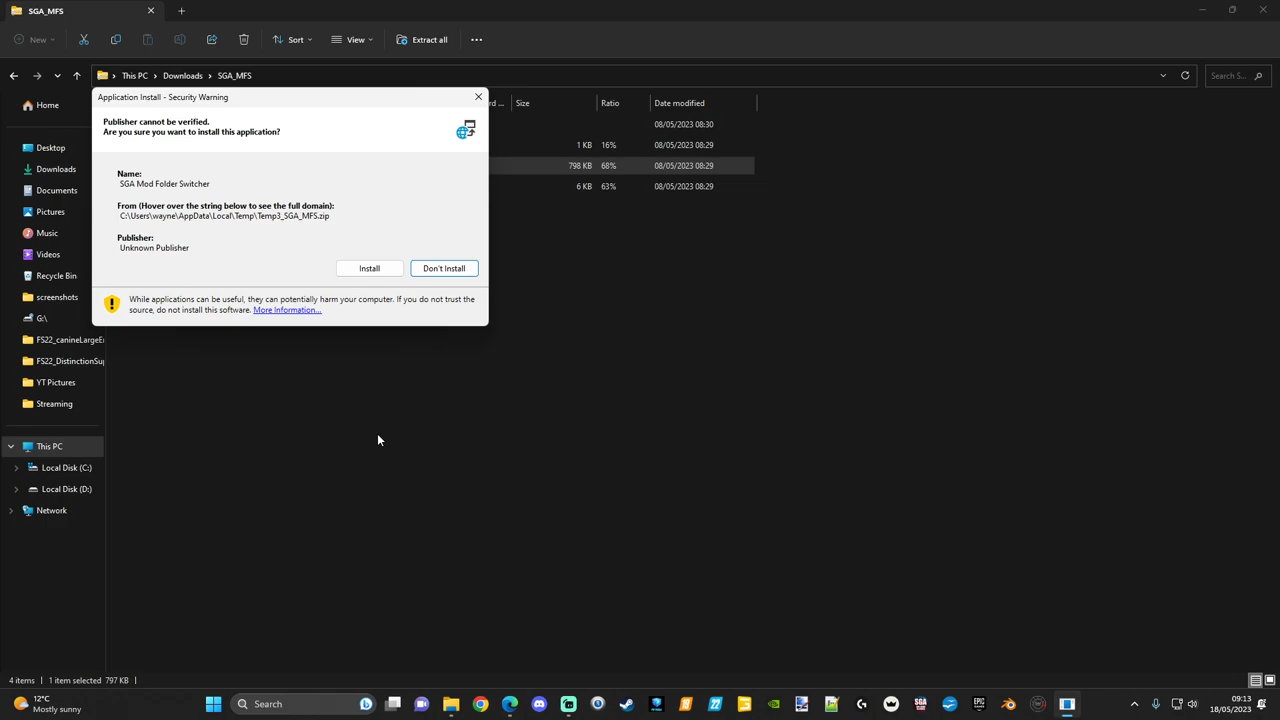 SGA_MFS
New
Sort
View
Extract all
This PC
Downloads
SGA_MFS
Search S...
Application Install - Security Warning
rd ...
Size
Ratio
Date modified
Home
Publisher cannot be verified.
Are you sure you want to install this application?
08/05/2023 08:30
Desktop
1 KB
16%
08/05/2023 08:29
Downloads
798 KB
68%
08/05/2023 08:29
Documents
6 KB
63%
08/05/2023 08:29
Name:
SGA Mod Folder Switcher
Pictures
From (Hover over the string below to see the full domain):
C:\Users\wayne\AppData\Local\Temp\Temp3_SGA_MFS.zip
Music
Publisher:
Unknown Publisher
Videos
Install
Don't Install
Recycle Bin
screenshots
While applications can be useful, they can potentially harm your computer. If you do not trust the
source, do not install this software. More Information...
G:\
FS22_canineLargeE
FS22_DistinctionSu
YT Pictures
Streaming
This PC
Local Disk (C:)
Local Disk (D:)
Network
4 items
1 item selected 797 KB
12°C
Mostly sunny
Search
SGA
EPIC
09:13
18/05/2023